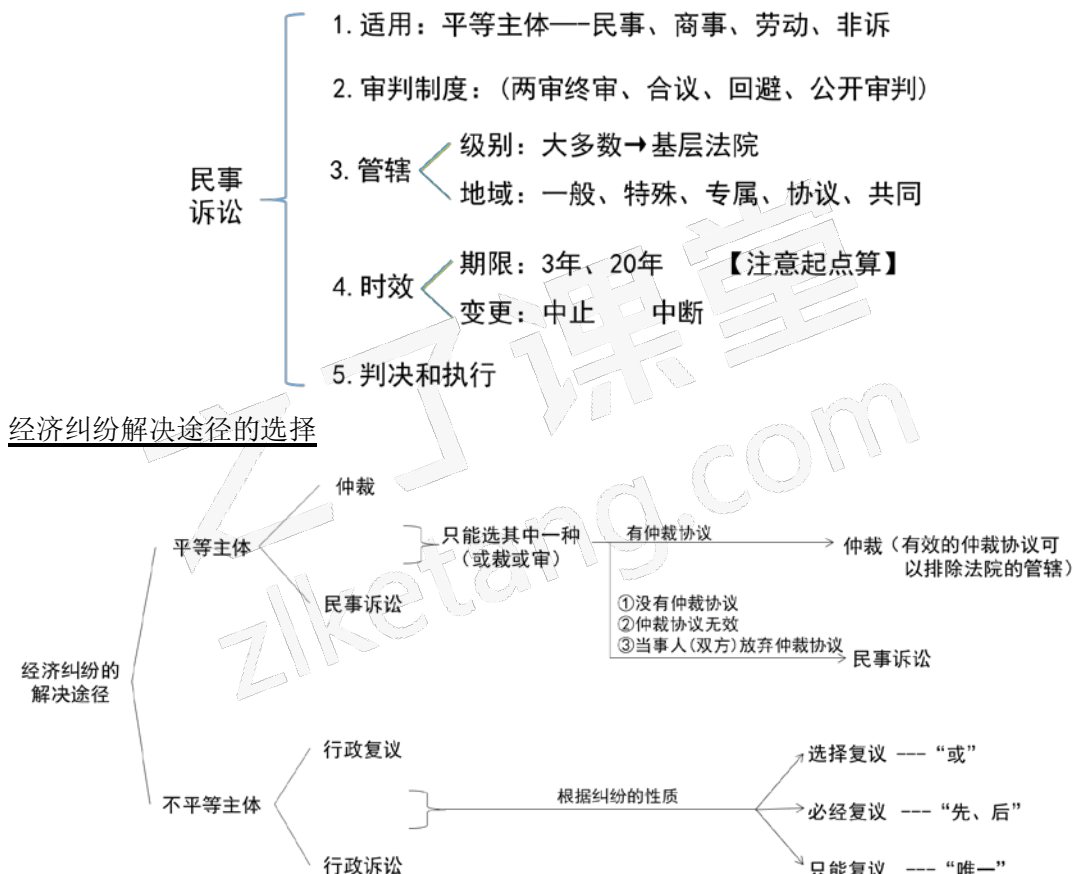 1.适用：平等主体——民事、商事、劳动、非诉
2.审判制度：(两审终审、合议、回避、公开审判)
民事
诉讼
3.管辖
级别：大多数→基层法院
地域：一般、特殊、专属、协议、共同
4.时效
期限：3年、20年 【注意起点算】
变更：中止 中断
5.判决和执行
经济纠纷解决途径的选择
仲裁
平等主体
民事诉讼
只能选其中一种
（或裁或审）
有仲裁协议
仲裁（有效的仲裁协议可
以排除法院的管辖）
①没有仲裁协议
②仲裁协议无效
③当事人(双方)放弃仲裁协议
民事诉讼
经济纠纷的
解决途径
行政复议
不平等主体
行政诉讼
根据纠纷的性质
选择复议 ---“或”
必经复议 ---“先、后”
只能复议 ---“唯一”
之了课堂
zlketang.com